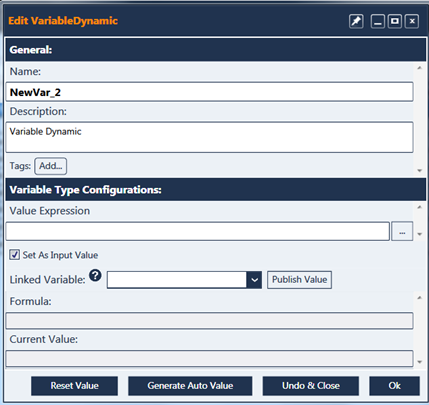 Edit VariableDynamic
General:
Name:
NewVar_2
Description:
Variable Dynamic
Tags: Add...
Variable Type Configurations:
Value Expression
...
Set As Input Value
Linked Variable: ? Publish Value
Formula:
Current Value:
Reset Value Generate Auto Value Undo & Close Ok